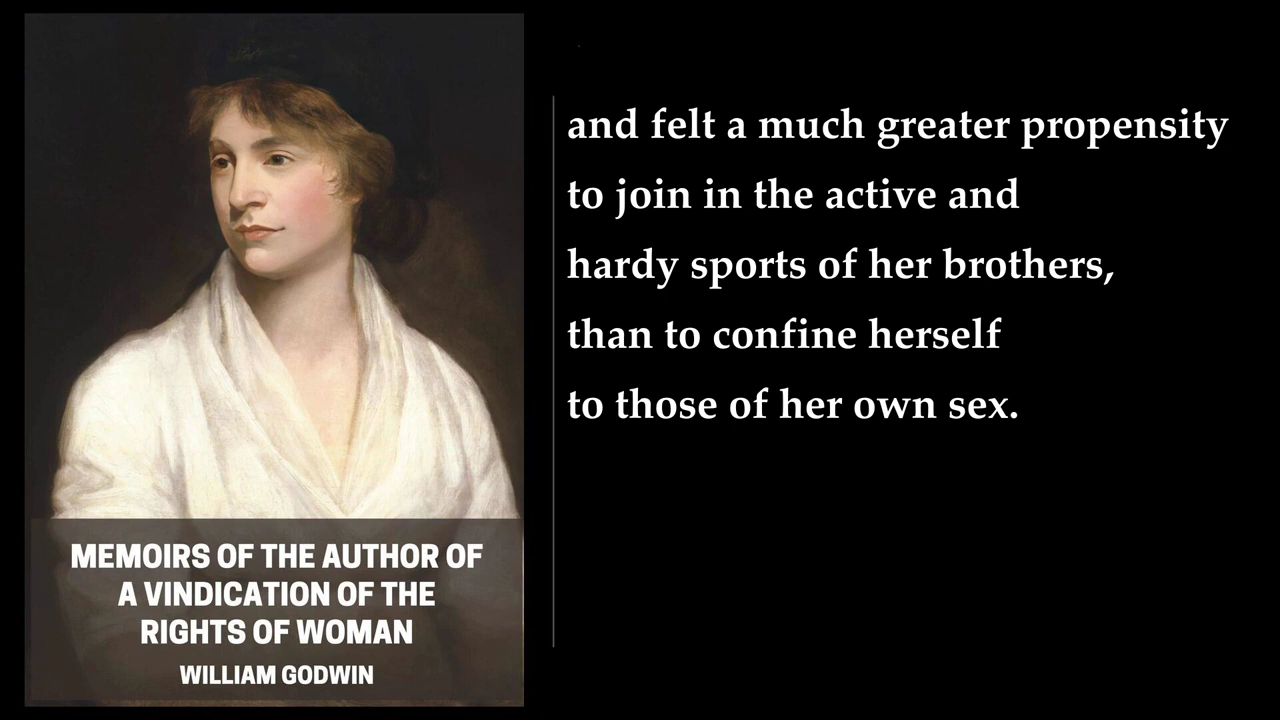 and felt a much greater propensity
to join in the active and
hardy sports of her brothers,
than to confine herself
to those of her own sex.
MEMOIRS OF THE AUTHOR OF
A VINDICATION OF THE
RIGHTS OF WOMAN
WILLIAM GODWIN